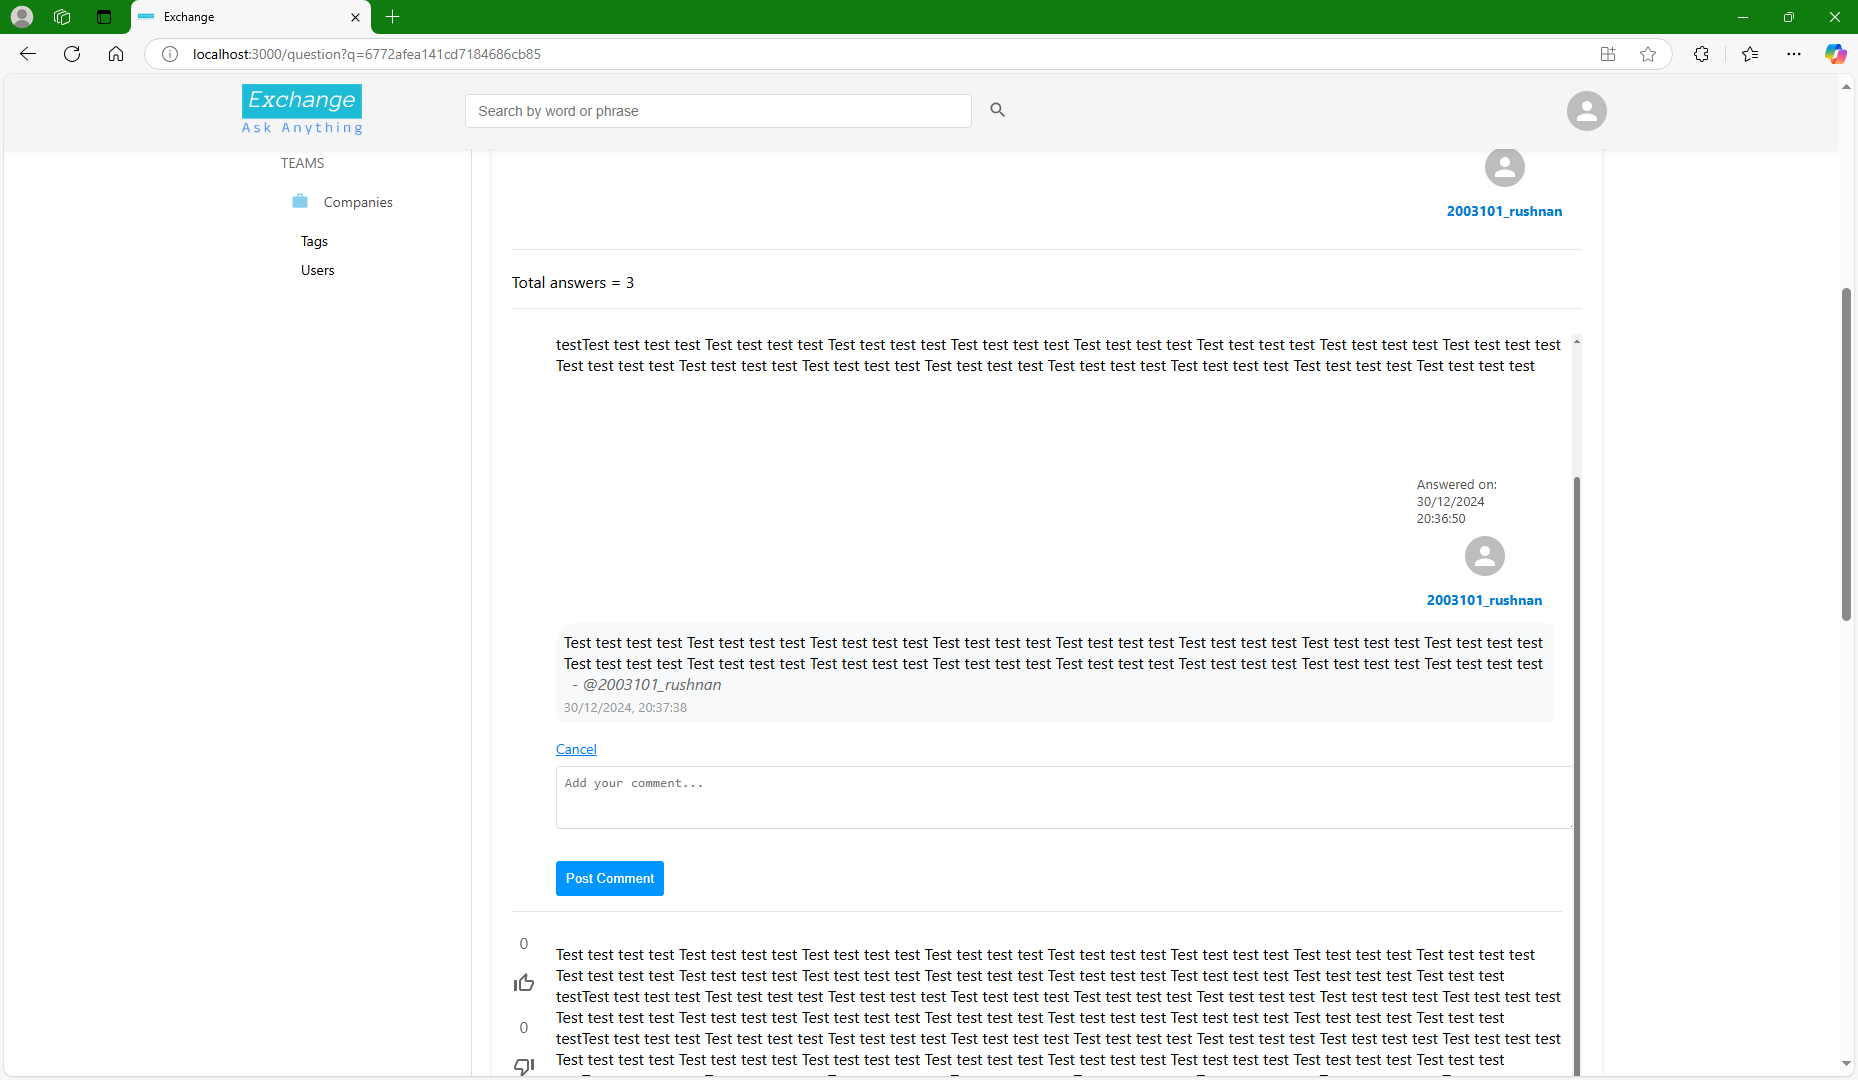 Exchange
localhost:3000/question?q=6772afea141cd7184686cb85
Exchange
Ask Anything
Search by word or phrase
TEAMS
Companies
Tags
Users
2003101_rushnan
Total answers = 3
testTest test test test Test test test test Test test test test Test test test test Test test test test Test test test test Test test test test Test test test test
Test test test test Test test test test Test test test test Test test test test Test test test test Test test test test Test test test test Test test test test
Answered on:
30/12/2024
20:36:50
2003101_rushnan
Test test test test Test test test test Test test test test Test test test test Test test test test Test test test test Test test test test Test test test test
Test test test test Test test test test Test test test test Test test test test Test test test test Test test test test Test test test test Test test test test
- @2003101_rushnan
30/12/2024, 20:37:38
Cancel
Add your comment...
Post Comment
0
Test test test test Test test test test Test test test test Test test test test Test test test test Test test test test Test test test test Test test test test
Test test test test Test test test test Test test test test Test test test test Test test test test Test test test test Test test test test Test test test
testTest test test test Test test test test Test test test test Test test test test Test test test test Test test test test Test test test test Test test test test
0
Test test test test Test test test test Test test test test Test test test test Test test test test Test test test test Test test test test Test test test
testTest test test test Test test test test Test test test test Test test test test Test test test test Test test test test Test test test test Test test test test
Test test test test Test test test test Test test test test Test test test test Test test test test Test test test test Test test test test Test test test